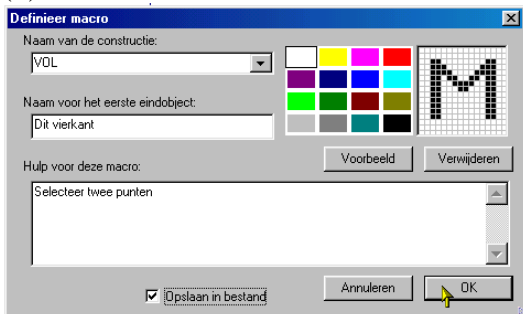 Definieer macro
Naam van de constructie:
VOL
Naam voor het eerste eindobject:
Dit vierkant
Voorbeeld
Verwijderen
Hulp voor deze macro:
Selecteer twee punten
Opslaan in bestand
Annuleren
OK